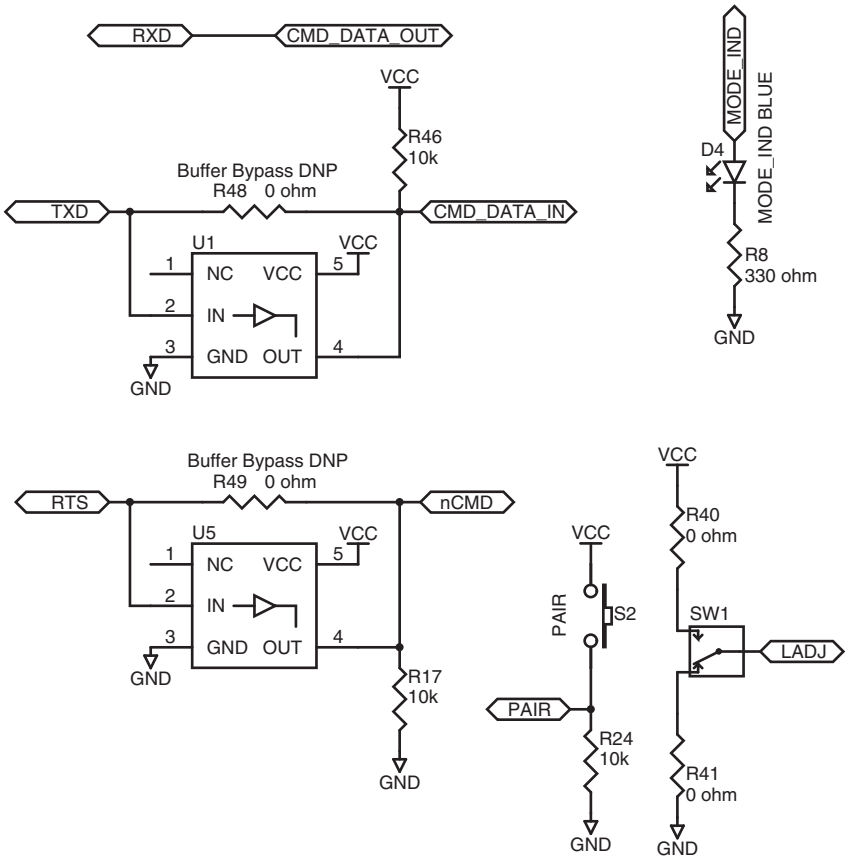 RXD
CMD_DATA_OUT
VCC
R46
10k
Buffer Bypass DNP
R48 0 ohm
TXD
CMD_DATA_IN
U1
VCC
1 NC VCC 5
2 IN
3 GND OUT 4
GND
MODE_IND
D4
MODE_IND BLUE
R8
330 ohm
GND
Buffer Bypass DNP
R49 0 ohm
RTS
nCMD
U5
VCC
1 NC VCC 5
2 IN
3 GND OUT 4
GND
R17
10k
GND
VCC
PAIR
S2
PAIR
R24
10k
GND
VCC
R40
0 ohm
SW1
LADJ
R41
0 ohm
GND